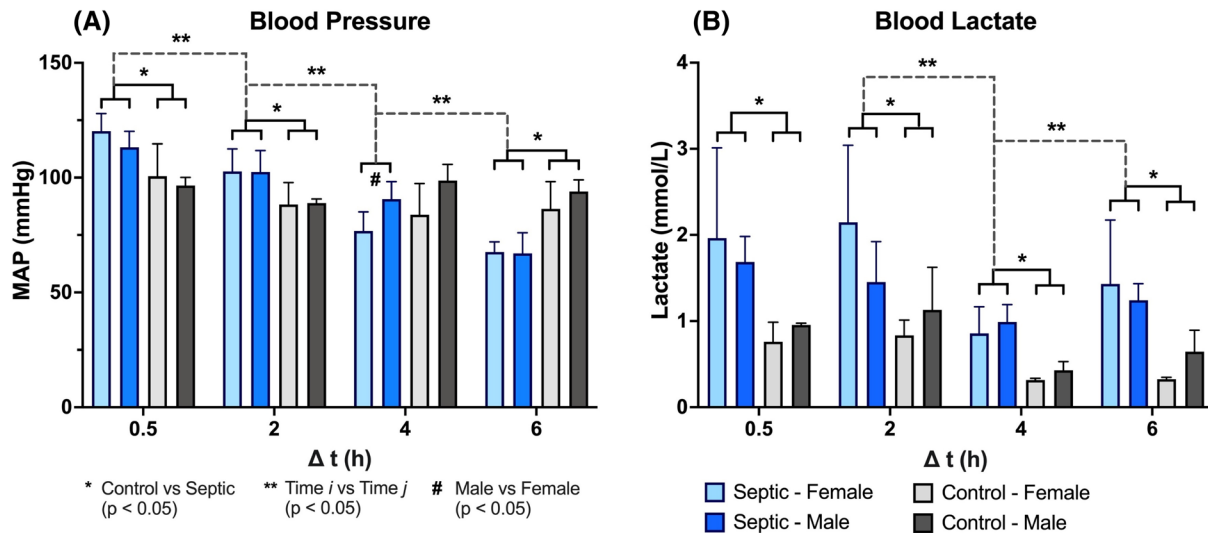 (A) Blood Pressure
**
*
**
*
**
*
#
150
100
50
0
MAP (mmHg)
0.5 2 4 6
Δ t (h)
* Control vs Septic
(p < 0.05)
** Time i vs Time j
(p < 0.05)
# Male vs Female
(p < 0.05)
(B) Blood Lactate
**
*
*
**
*
*
4
3
2
1
0
Lactate (mmol/L)
0.5 2 4 6
Δ t (h)
Septic - Female
Septic - Male
Control - Female
Control - Male